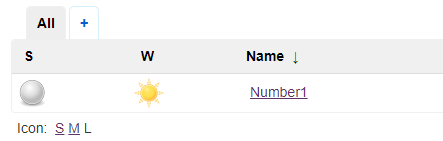 All +
S W Name ↓
Number1
Icon: S M L